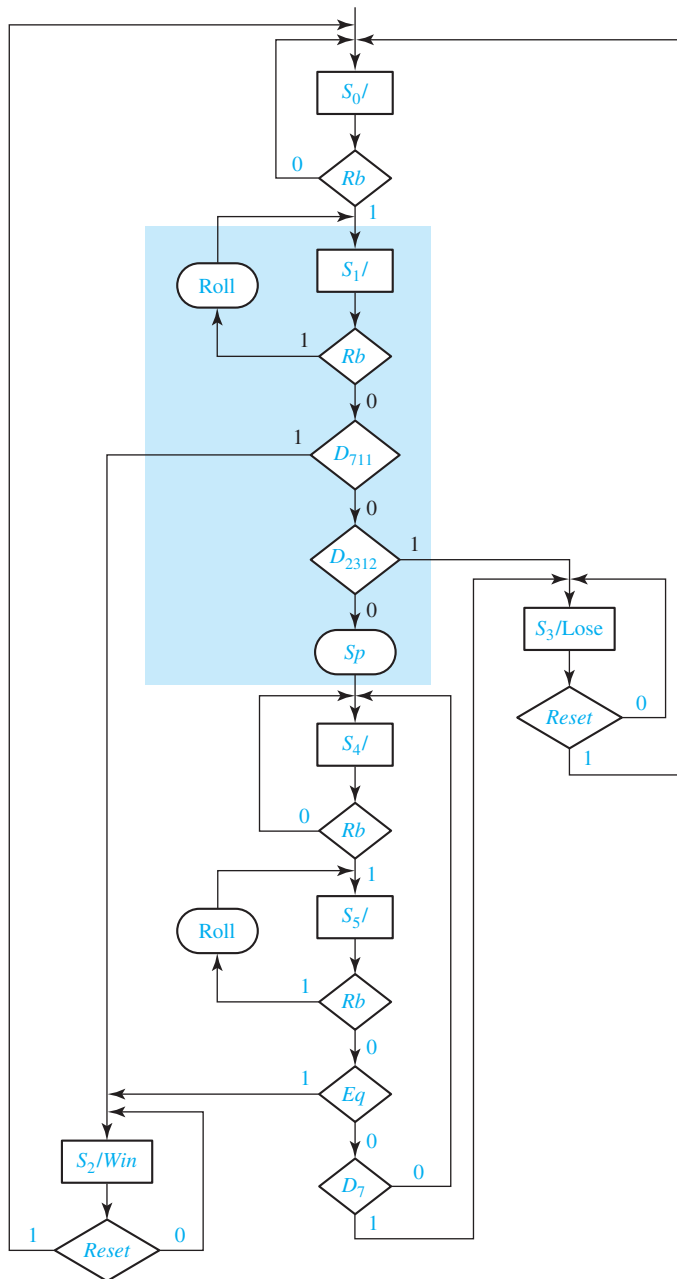 S₀/
0
Rb
1
S₁/
Roll
1
Rb
0
1
D₇₁₁
0
D₂₃₁₂
1
0
Sp
S₃/Lose
Reset
0
1
S₄/
0
Rb
1
S₅/
Roll
1
Rb
0
1
Eq
0
S₂/Win
D₇
0
1
1
Reset
0